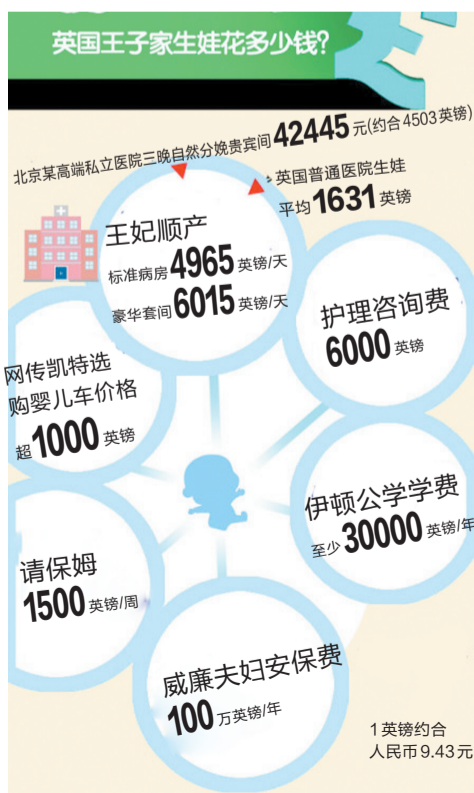 英国王子家生娃花多少钱?
北京某高端私立医院三晚自然分娩贵宾间42445元(约合4503英镑)
英国普通医院生娃
平均1631英镑
王妃顺产
标准病房4965英镑/天
豪华套间6015英镑/天
护理咨询费
6000英镑
网传凯特选
购婴儿车价格
超1000英镑
伊顿公学学费
至少30000英镑/年
请保姆
1500英镑/周
威廉夫妇安保费
100万英镑/年
1英镑约合
人民币9.43元